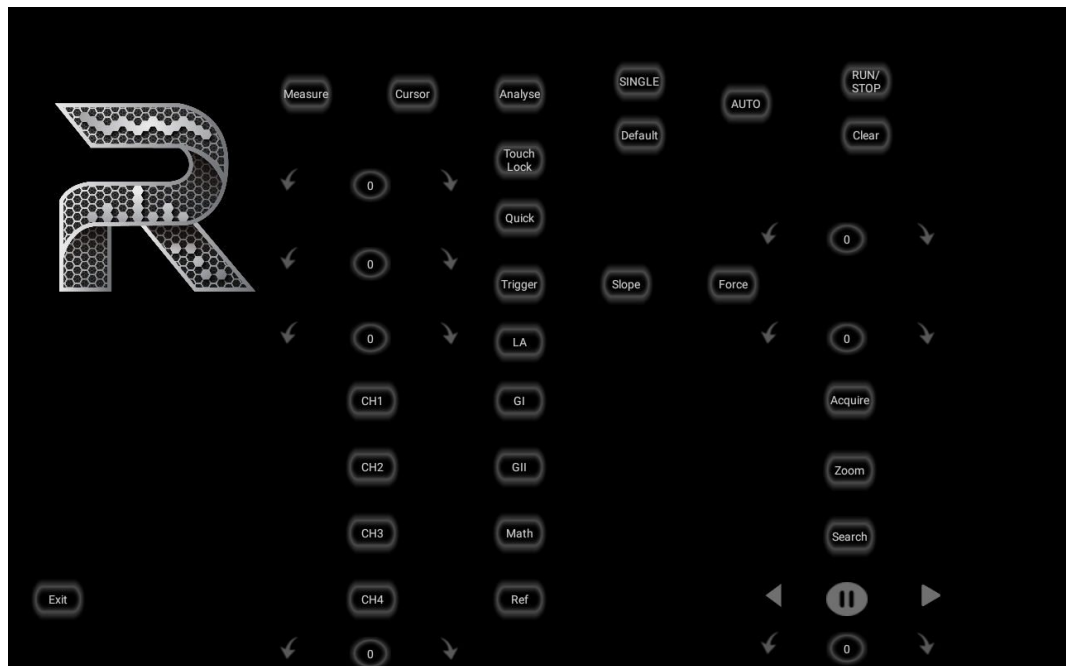 Measure
Cursor
Analyse
SINGLE
AUTO
RUN/
STOP
Default
Clear
Touch
Lock
0
Quick
0
0
Trigger
Slope
Force
0
LA
0
CH1
GI
Acquire
CH2
GII
Zoom
CH3
Math
Search
Exit
CH4
Ref
0
0